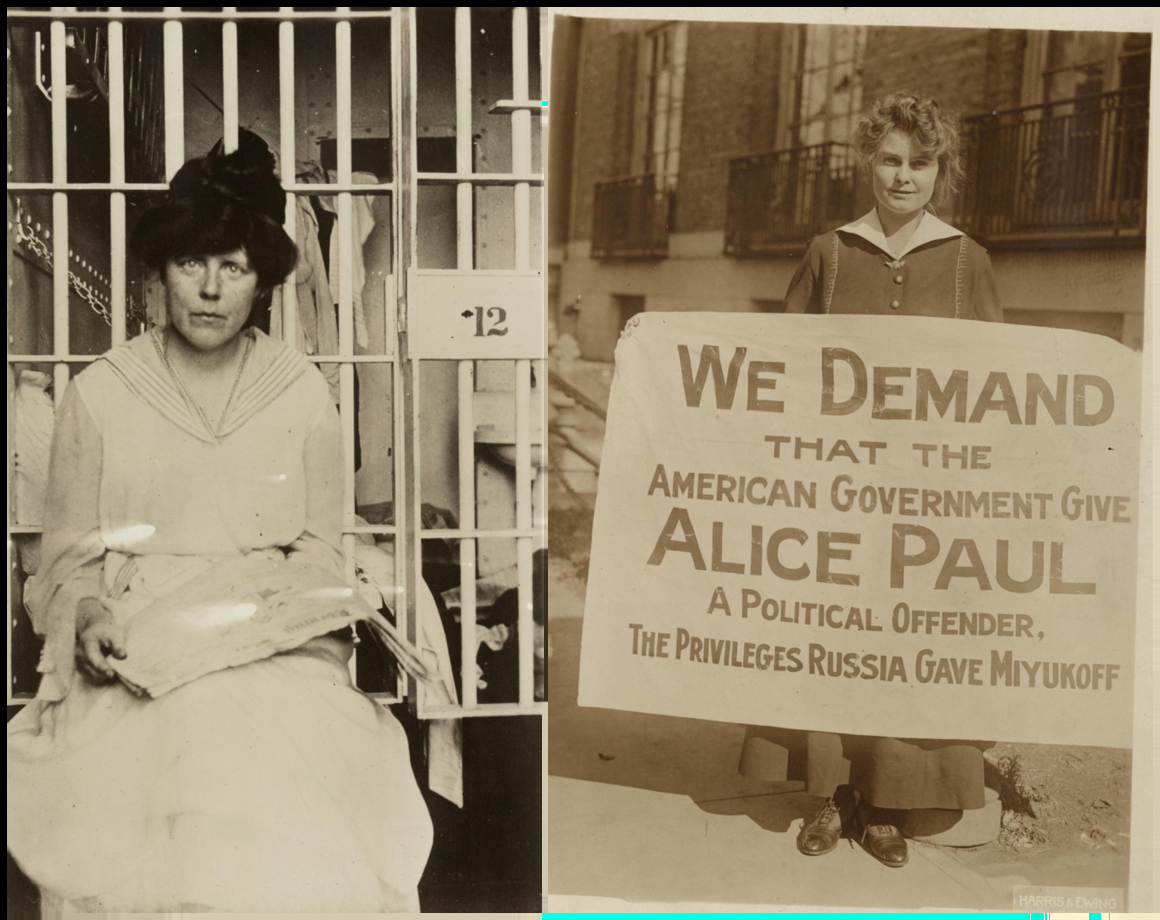 12
WE DEMAND
THAT THE
AMERICAN GOVERNMENT GIVE
ALICE PAUL
A POLITICAL OFFENDER,
THE PRIVILEGES RUSSIA GAVE MIYUKOFF
HARRIS & EWING